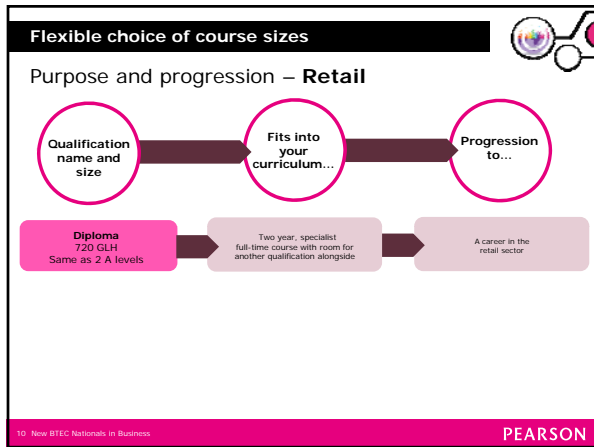 Flexible choice of course sizes
Purpose and progression – Retail
Qualification
name and
size
Fits into
your
curriculum...
Progression
to...
Diploma
720 GLH
Same as 2 A levels
Two year, specialist
full-time course with room for
another qualification alongside
A career in the
retail sector
10 New BTEC Nationals in Business
PEARSON